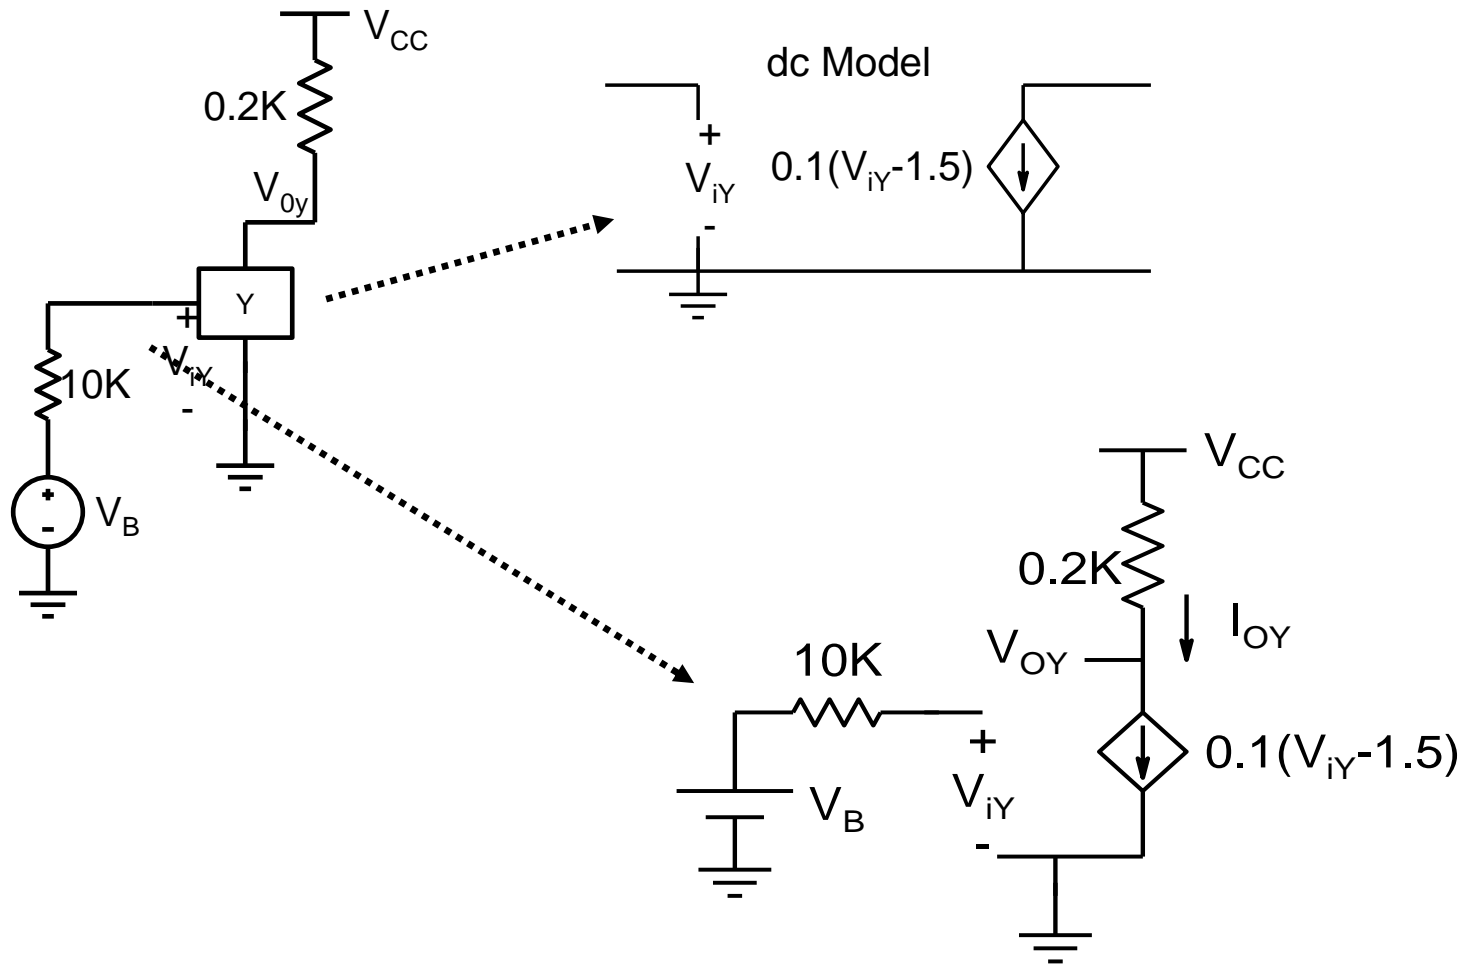 V_CC
dc Model
0.2K
+
V_iY
-
0.1(V_iY-1.5)
V_0y
Y
+
V_iY
-
10K
+
-
V_B
V_CC
0.2K
I_OY
V_OY
10K
+
V_iY
-
V_B
0.1(V_iY-1.5)